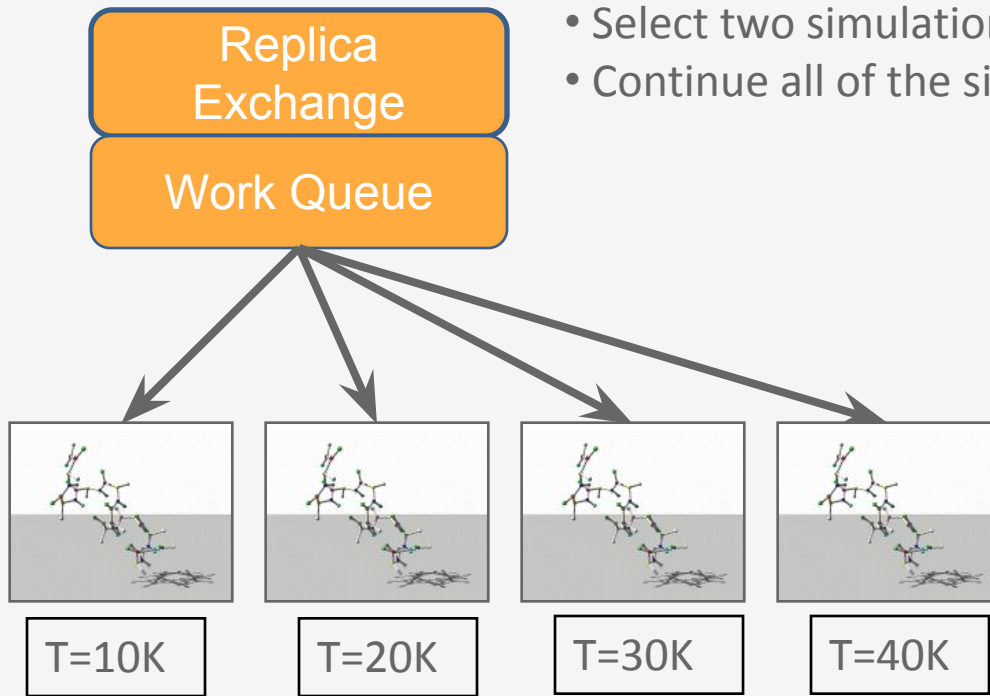 Replica
Exchange
Work Queue
• Select two simulation
• Continue all of the si
T=10K
T=20K
T=30K
T=40K